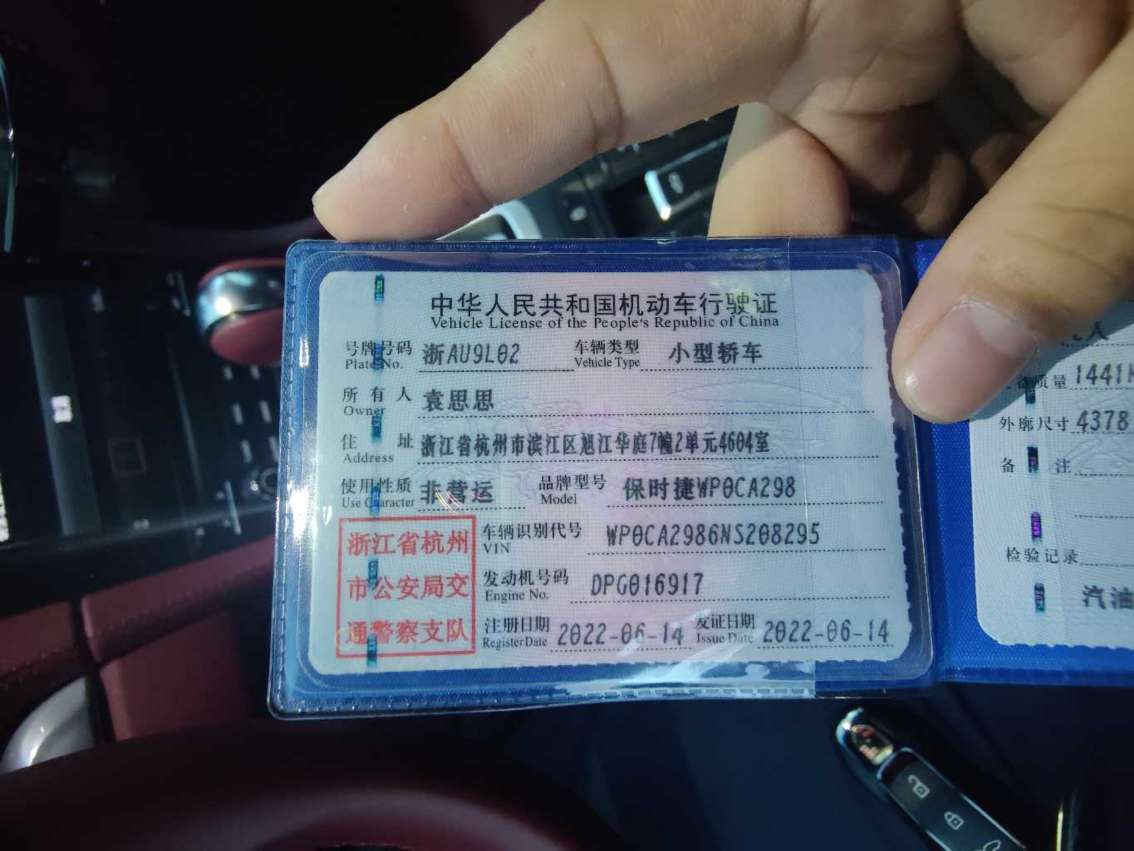 中华人民共和国机动车行驶证
Vehicle License of the People's Republic of China
号牌号码 浙AU9L02 车辆类型 小型轿车
Plate No. Vehicle Type
所有人 袁思思
Owner
住址 浙江省杭州市滨江区旭江华庭7幢2单元4604室
Address
使用性质 非营运 品牌型号 保时捷WP0CA298
Use Character Model
浙江省杭州
市公安局交
通警察支队
车辆识别代号 WP0CA2986NS208295
VIN
发动机号码 DPG016917
Engine No.
注册日期 2022-06-14 发证日期 2022-06-14
Register Date Issue Date
质量 1441
外廓尺寸 4378
备注
检验记录
汽油